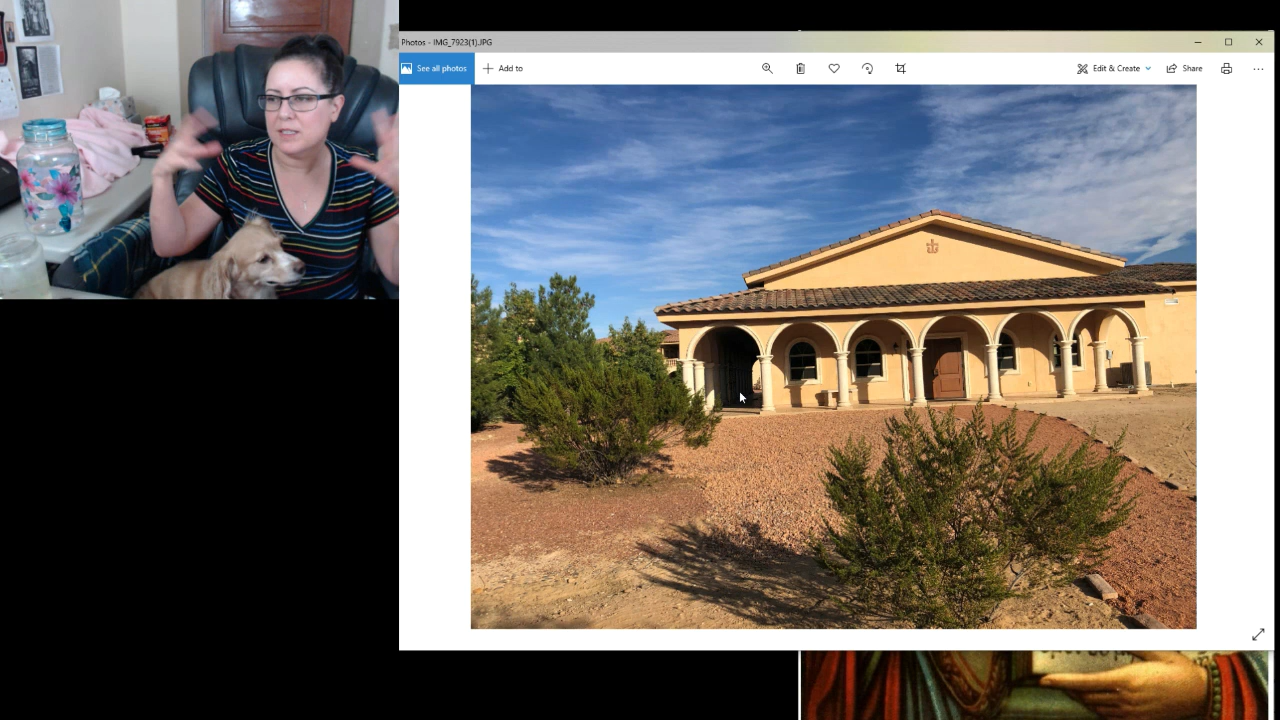 Photos - IMG_7923(1).JPG
See all photos
Add to
Edit & Create
Share